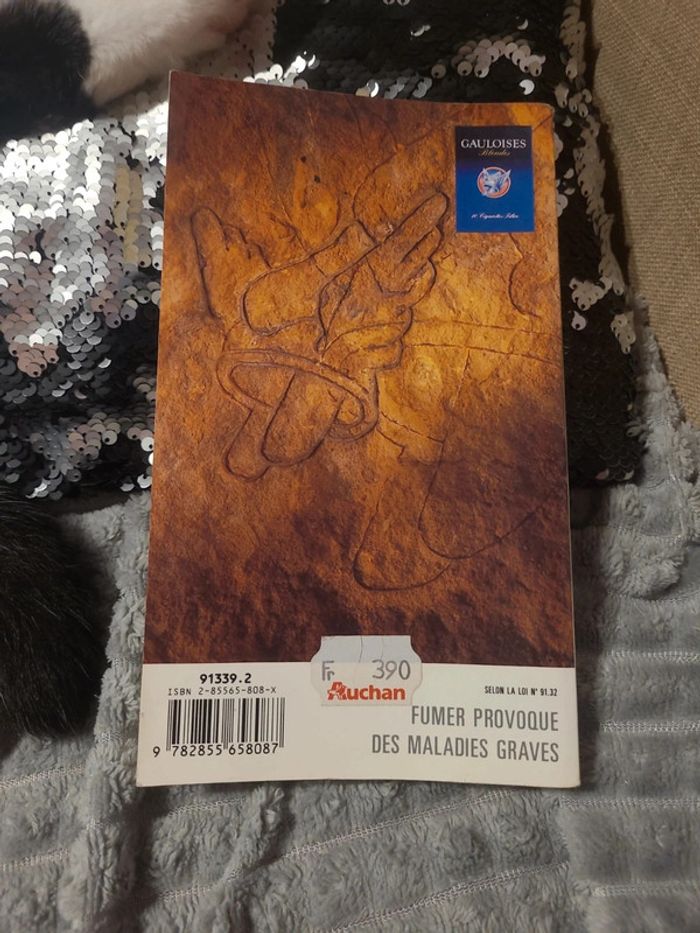 GAULOISES
Blondes
91339.2
ISBN 2-85565-808-X
9 782855 658087
Fr 390
Auchan
SELON LA LOI N° 91.32
FUMER PROVOQUE
DES MALADIES GRAVES